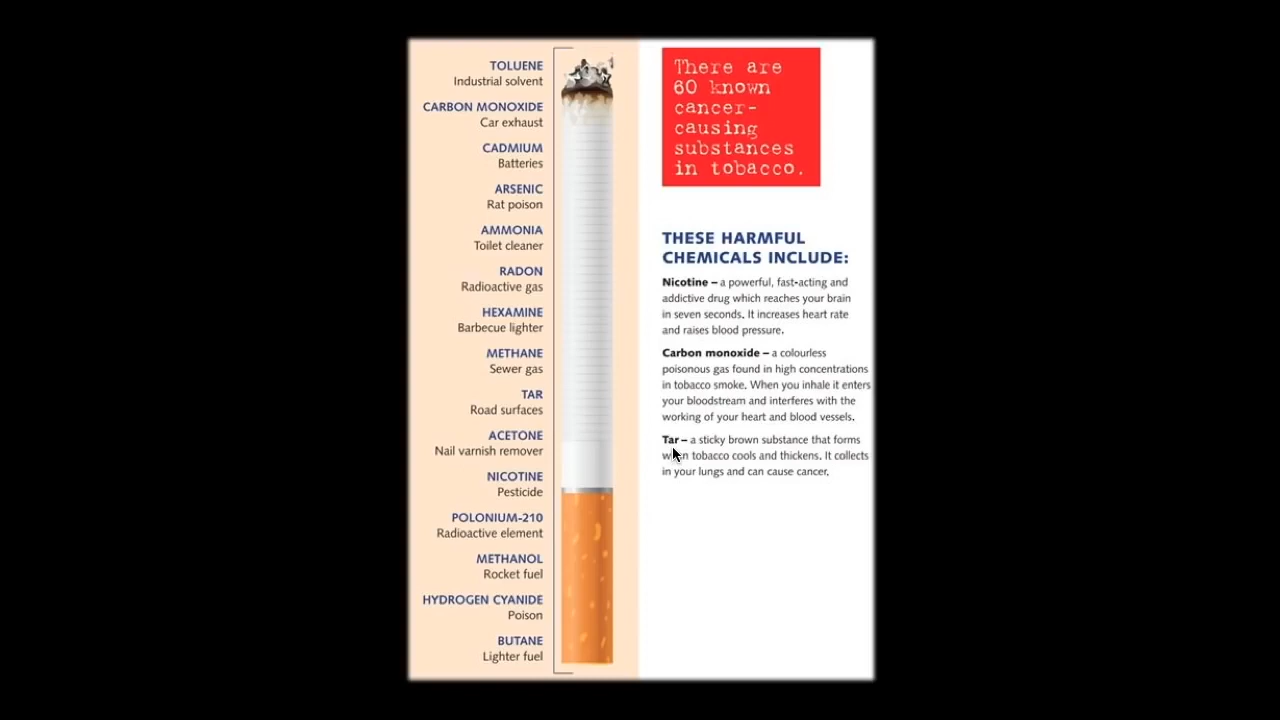 TOLUENE
Industrial solvent
CARBON MONOXIDE
Car exhaust
CADMIUM
Batteries
ARSENIC
Rat poison
AMMONIA
Toilet cleaner
RADON
Radioactive gas
HEXAMINE
Barbecue lighter
METHANE
Sewer gas
TAR
Road surfaces
ACETONE
Nail varnish remover
NICOTINE
Pesticide
POLONIUM-210
Radioactive element
METHANOL
Rocket fuel
HYDROGEN CYANIDE
Poison
BUTANE
Lighter fuel
There are
60 known
cancer-
causing
substances
in tobacco.
THESE HARMFUL
CHEMICALS INCLUDE:
Nicotine – a powerful, fast-acting and
addictive drug which reaches your brain
in seven seconds. It increases heart rate
and raises blood pressure.
Carbon monoxide – a colourless
poisonous gas found in high concentrations
in tobacco smoke. When you inhale it enters
your bloodstream and interferes with the
working of your heart and blood vessels.
Tar – a sticky brown substance that forms
when tobacco cools and thickens. It collects
in your lungs and can cause cancer.